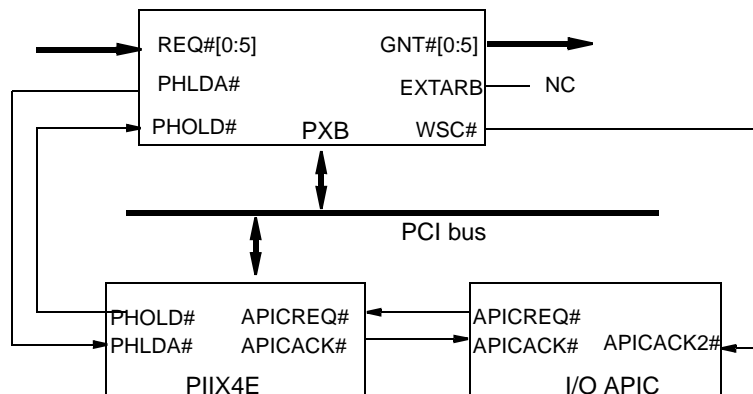 REQ#[0:5] GNT#[0:5]
PHLDA# EXTARB NC
PHOLD# PXB WSC#
PCI bus
PHOLD# APICREQ# APICREQ#
PHLDA# APICACK# APICACK# APICACK2#
PIIX4E I/O APIC